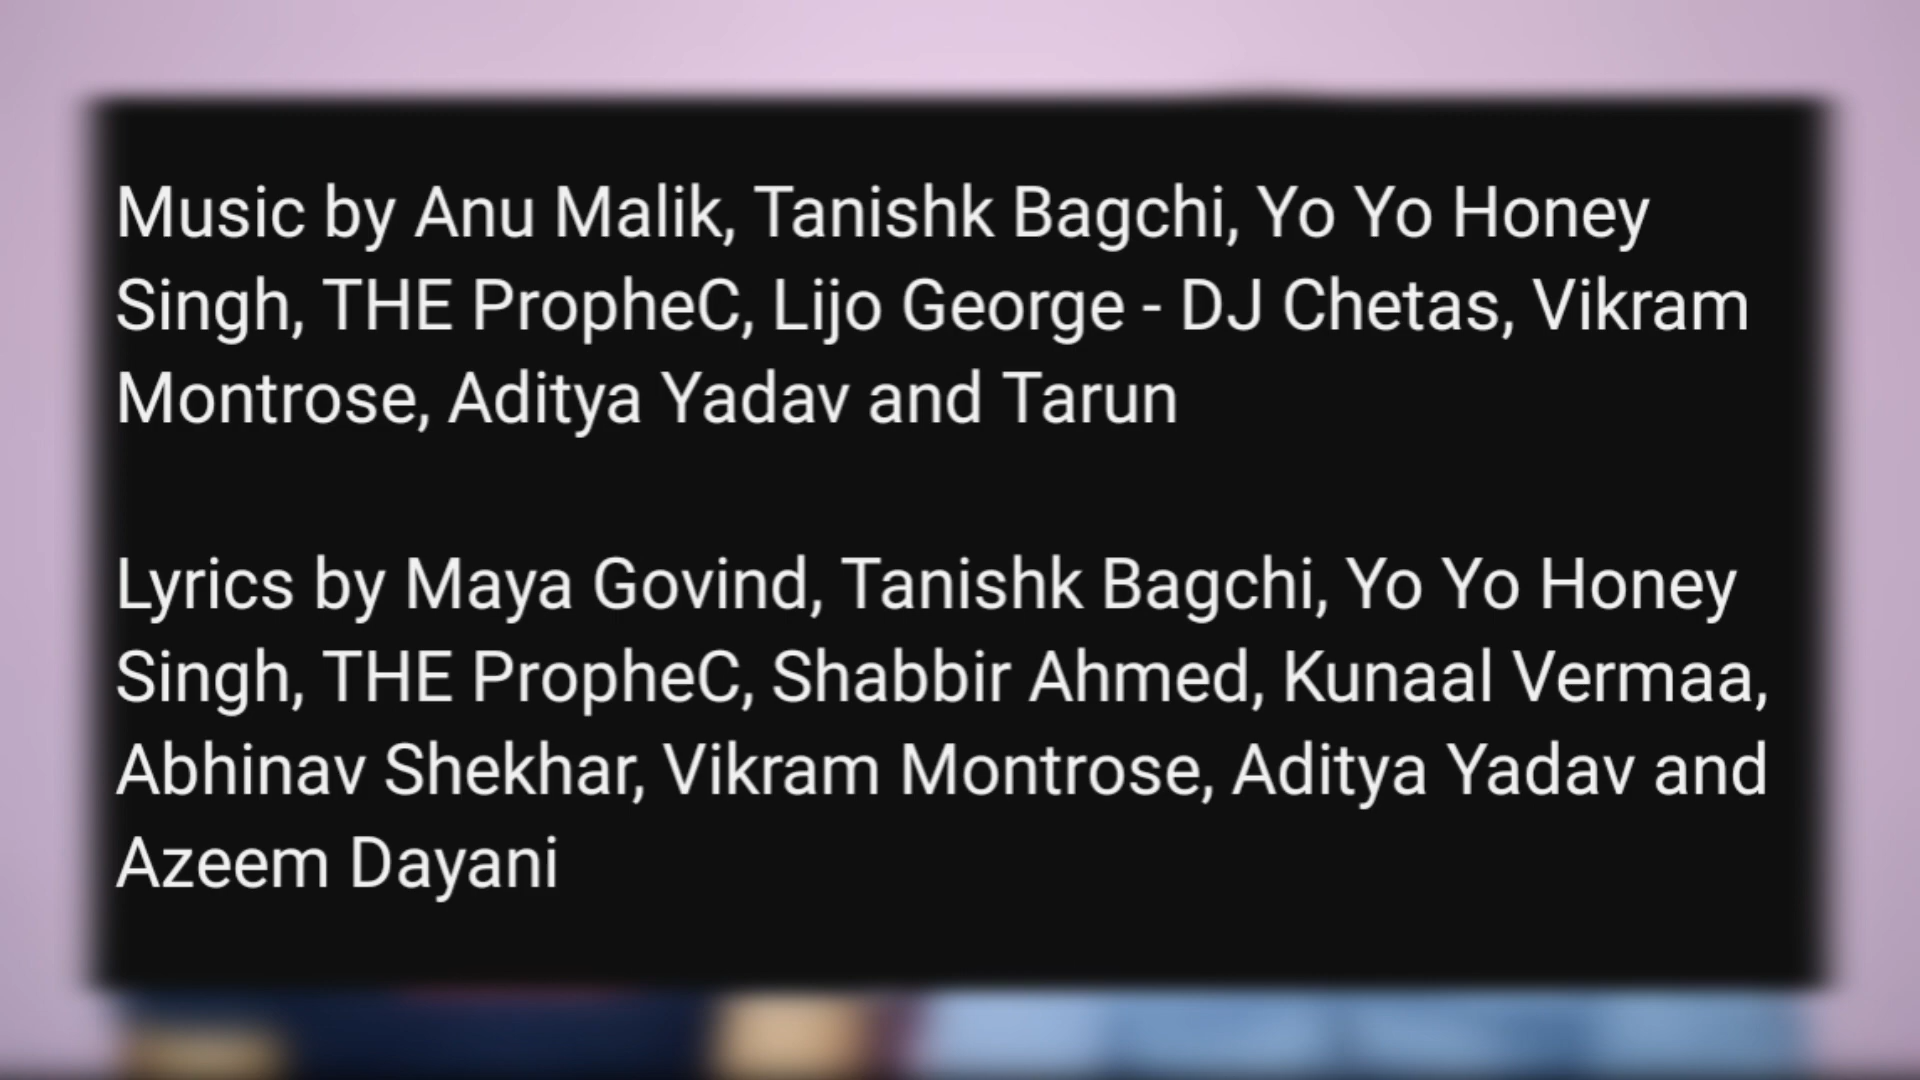 Music by Anu Malik, Tanishk Bagchi, Yo Yo Honey
Singh, THE PropheC, Lijo George - DJ Chetas, Vikram
Montrose, Aditya Yadav and Tarun
Lyrics by Maya Govind, Tanishk Bagchi, Yo Yo Honey
Singh, THE PropheC, Shabbir Ahmed, Kunaal Vermaa,
Abhinav Shekhar, Vikram Montrose, Aditya Yadav and
Azeem Dayani